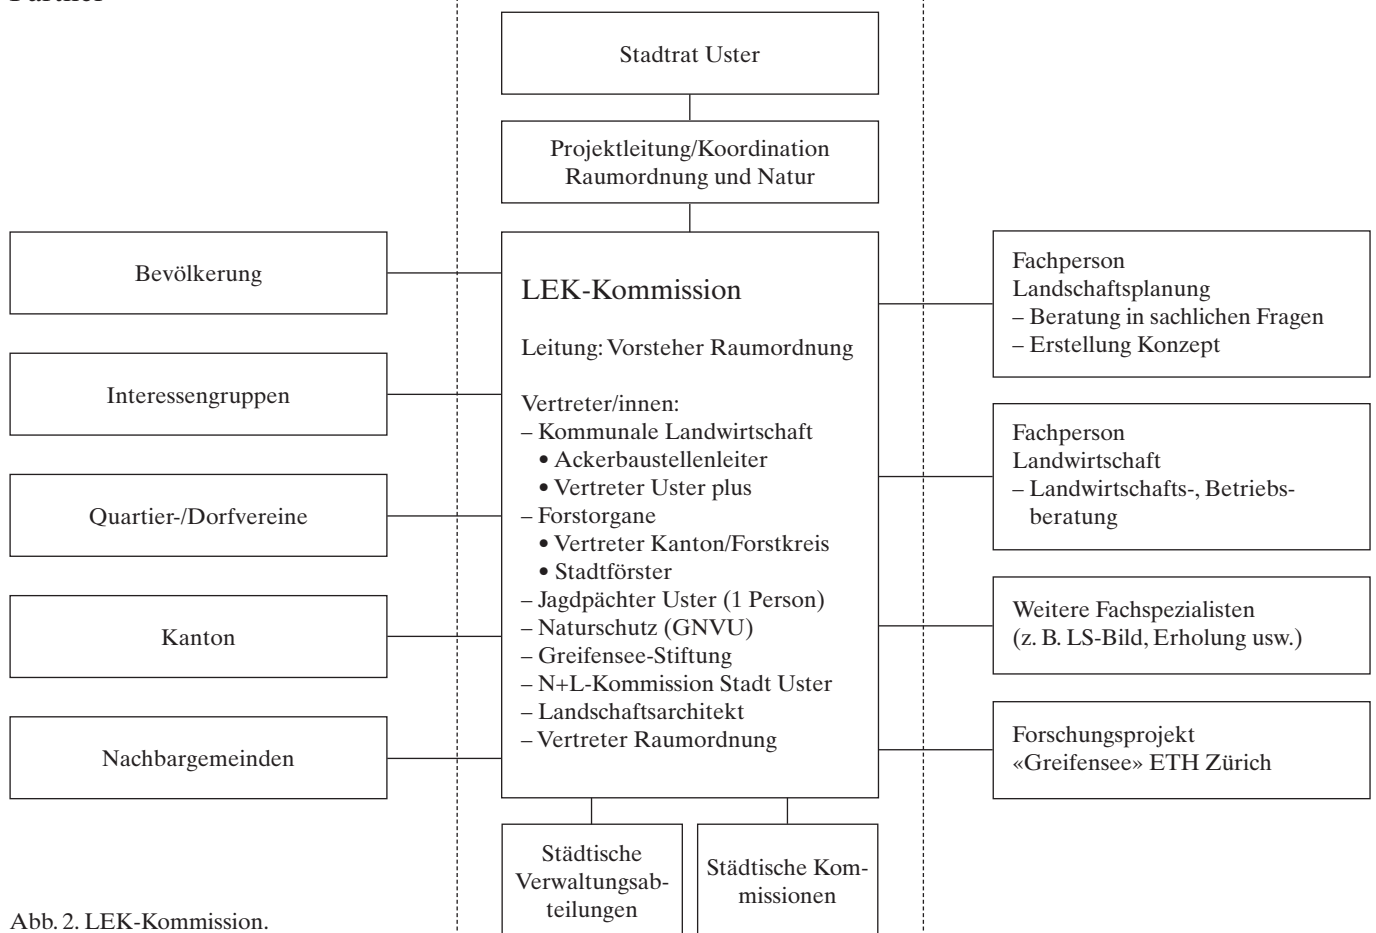 Stadtrat Uster
Projektleitung/Koordination
Raumordnung und Natur
Bevölkerung
Interessengruppen
Quartier-/Dorfvereine
Kanton
Nachbargemeinden
LEK-Kommission
Leitung: Vorsteher Raumordnung
Vertreter/innen:
– Kommunale Landwirtschaft
• Ackerbaustellenleiter
• Vertreter Uster plus
– Forstorgane
• Vertreter Kanton/Forstkreis
• Stadtförster
– Jagdpächter Uster (1 Person)
– Naturschutz (GNVU)
– Greifensee-Stiftung
– N+L-Kommission Stadt Uster
– Landschaftsarchitekt
– Vertreter Raumordnung
Fachperson
Landschaftsplanung
– Beratung in sachlichen Fragen
– Erstellung Konzept
Fachperson
Landwirtschaft
– Landwirtschafts-, Betriebs-
beratung
Weitere Fachspezialisten
(z. B. LS-Bild, Erholung usw.)
Forschungsprojekt
«Greifensee» ETH Zürich
Städtische
Verwaltungsab-
teilungen
Städtische Kom-
missionen
Abb. 2. LEK-Kommission.